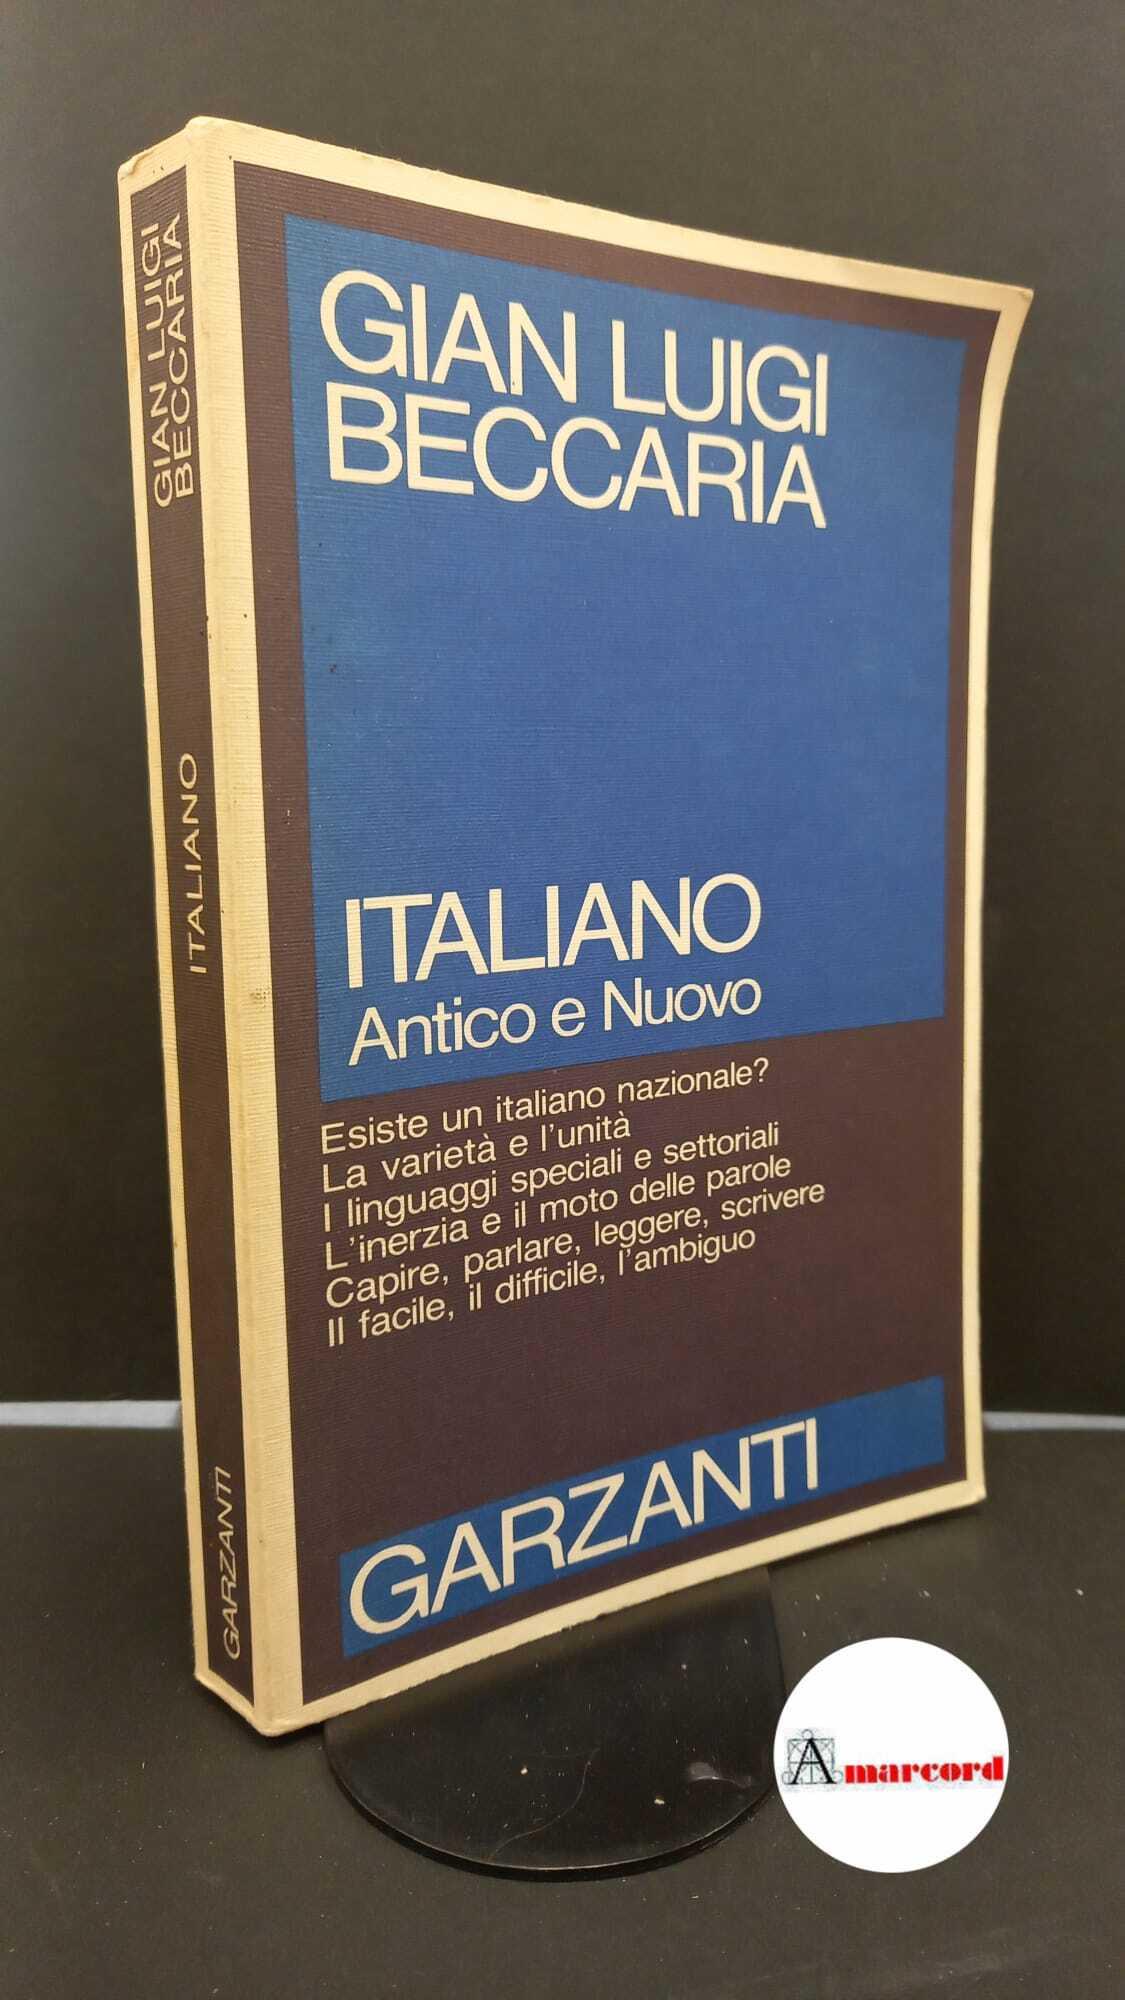 GIAN LUIGI
BECCARIA
ITALIANO
GARZANTI
GIAN LUIGI
BECCARIA
ITALIANO
Antico e Nuovo
Esiste un italiano nazionale?
La varietà e l'unità
I linguaggi speciali e settoriali
L'inerzia e il moto delle parole
Capire, parlare, leggere, scrivere
Il facile, il difficile, l'ambiguo
GARZANTI
Amarcord